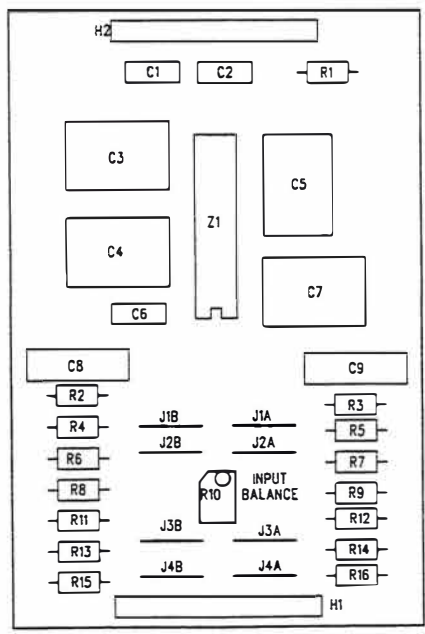 H2
C1 C2 R1
C3
C5
Z1
C4
C7
C6
C8 C9
R2 R3
R4 J1B J1A R5
R6 J2B J2A R7
R8 R10 INPUT BALANCE R9
R11 J3B J3A R12
R13 R14
R15 J4B J4A R16
H1